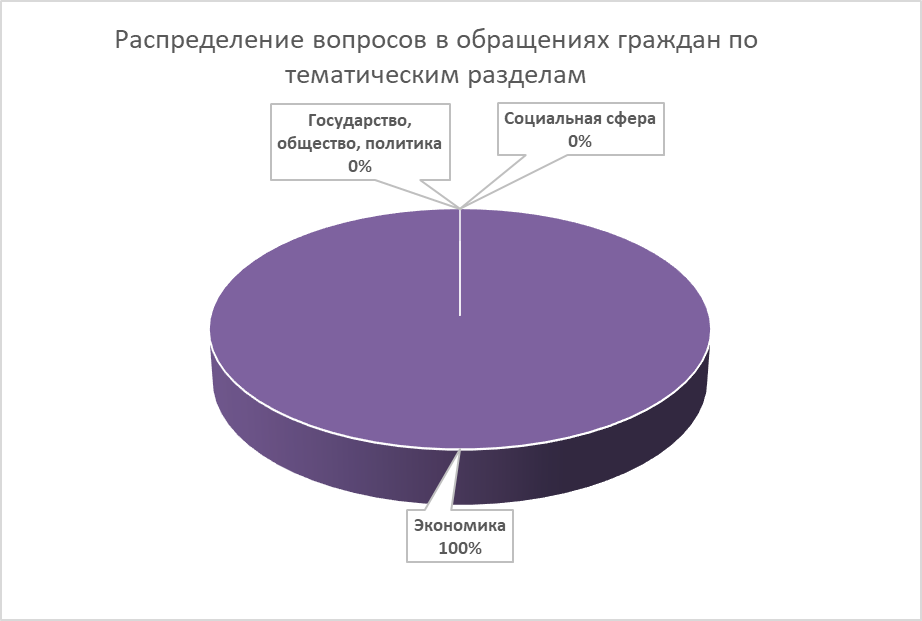 Распределение вопросов в обращениях граждан по
тематическим разделам
Государство,
общество, политика
0%
Социальная сфера
0%
Экономика
100%